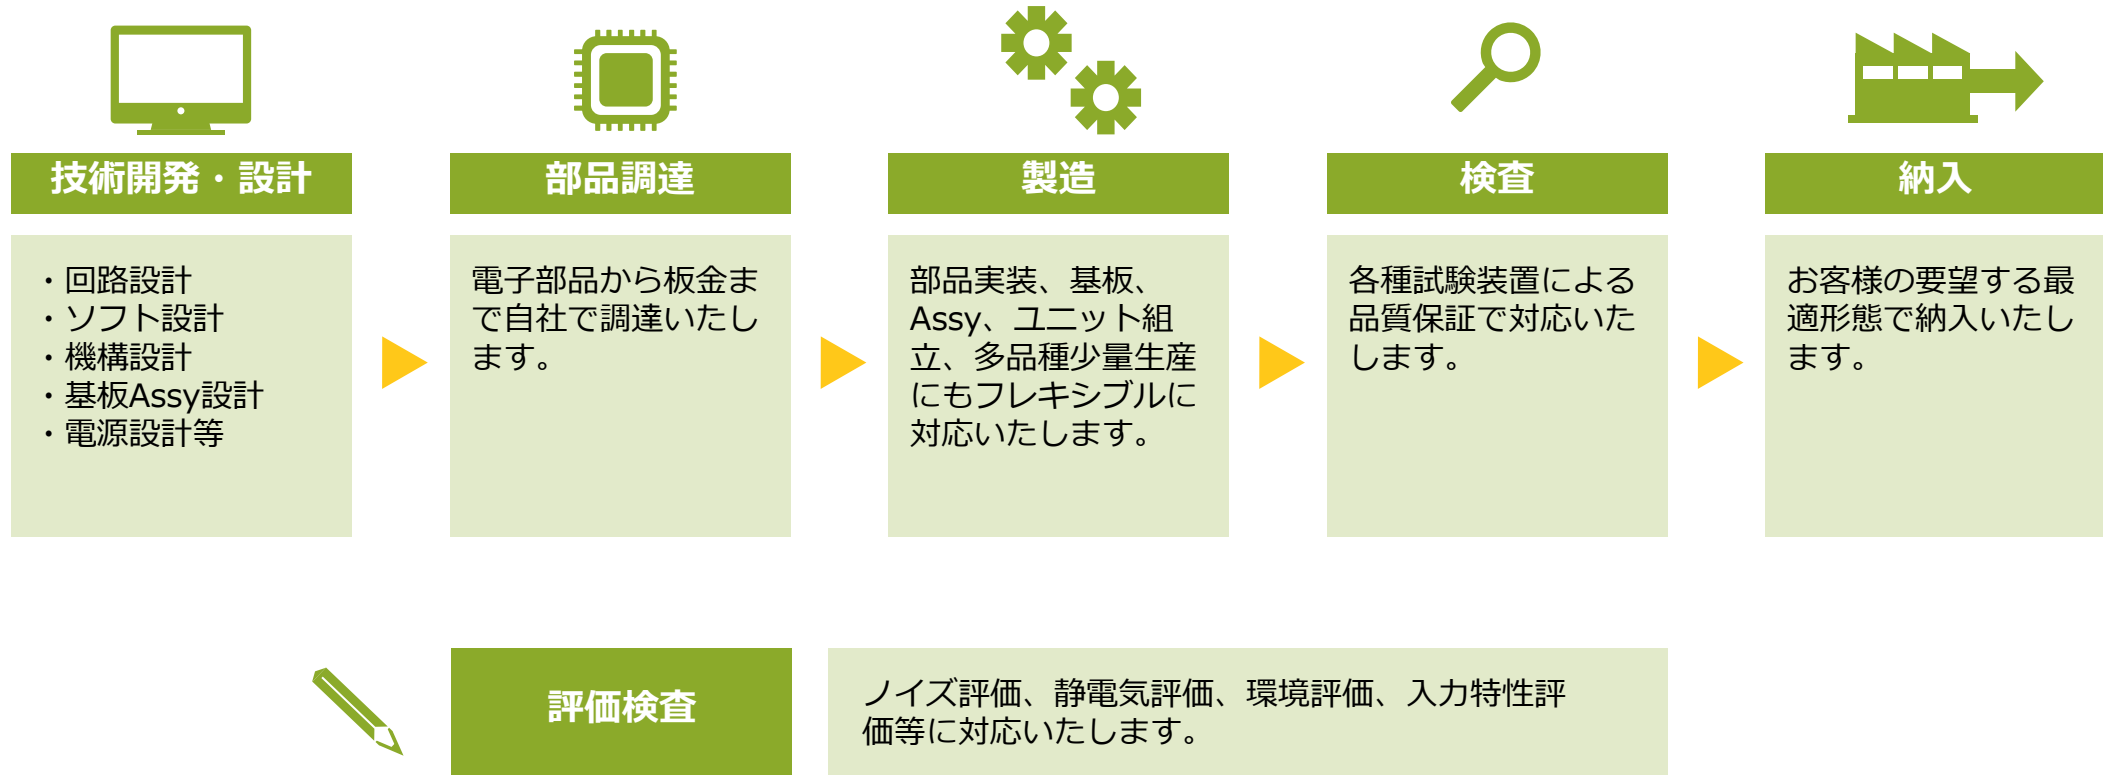 技術開発・設計
・回路設計
・ソフト設計
・機構設計
・基板Assy設計
・電源設計等
部品調達
電子部品から板金ま
で自社で調達いたし
ます。
製造
部品実装、基板、
Assy、ユニット組
立、多品種少量生産
にもフレキシブルに
対応いたします。
検査
各種試験装置による
品質保証で対応いた
します。
納入
お客様の要望する最
適形態で納入いたし
ます。
評価検査
ノイズ評価、静電気評価、環境評価、入力特性評
価等に対応いたします。